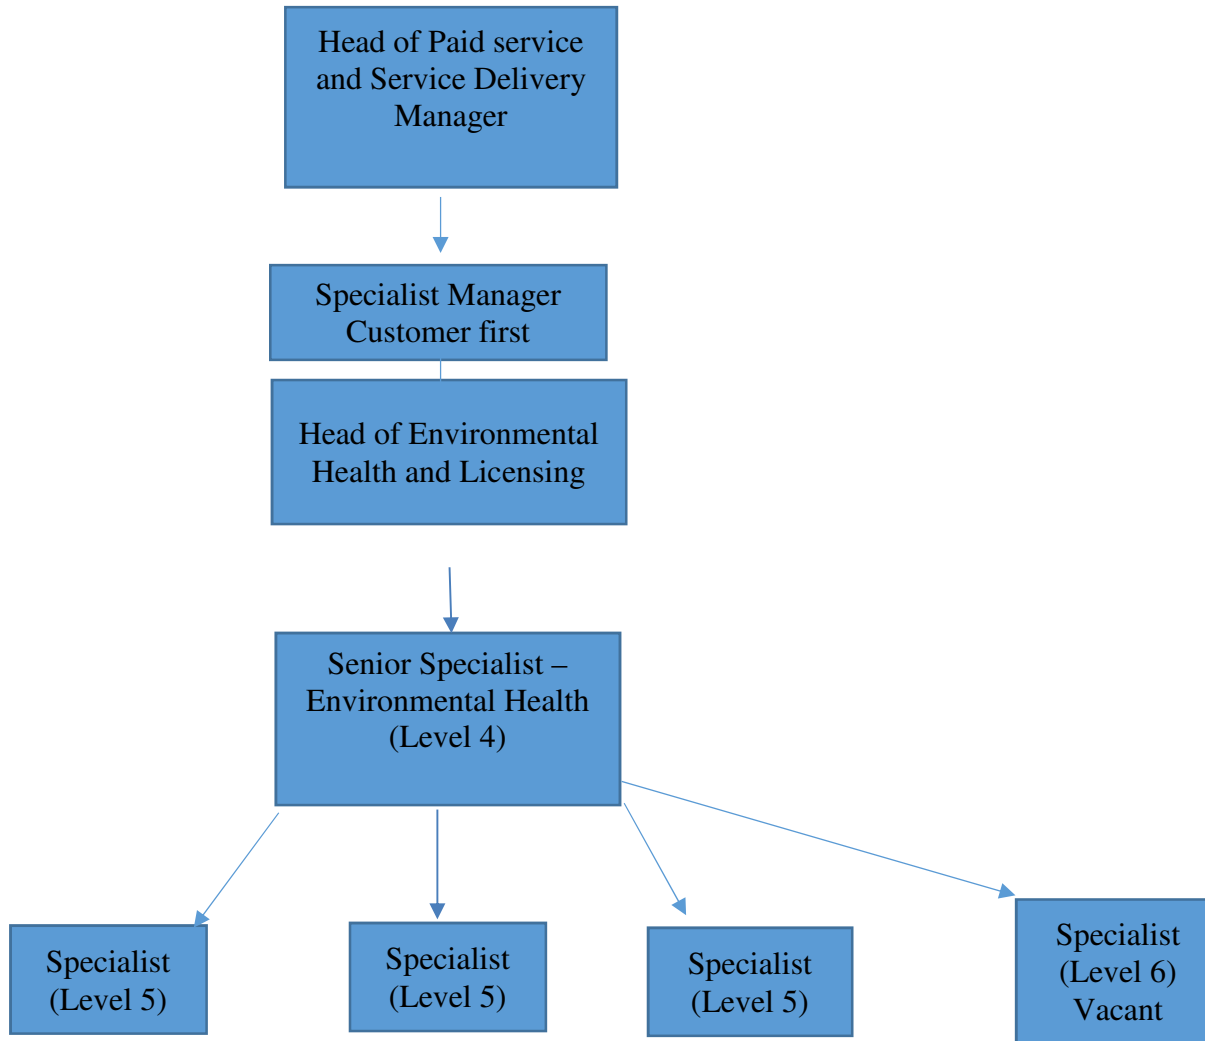 Head of Paid service
and Service Delivery
Manager
Specialist Manager
Customer first
Head of Environmental
Health and Licensing
Senior Specialist –
Environmental Health
(Level 4)
Specialist
(Level 5)
Specialist
(Level 5)
Specialist
(Level 5)
Specialist
(Level 6)
Vacant